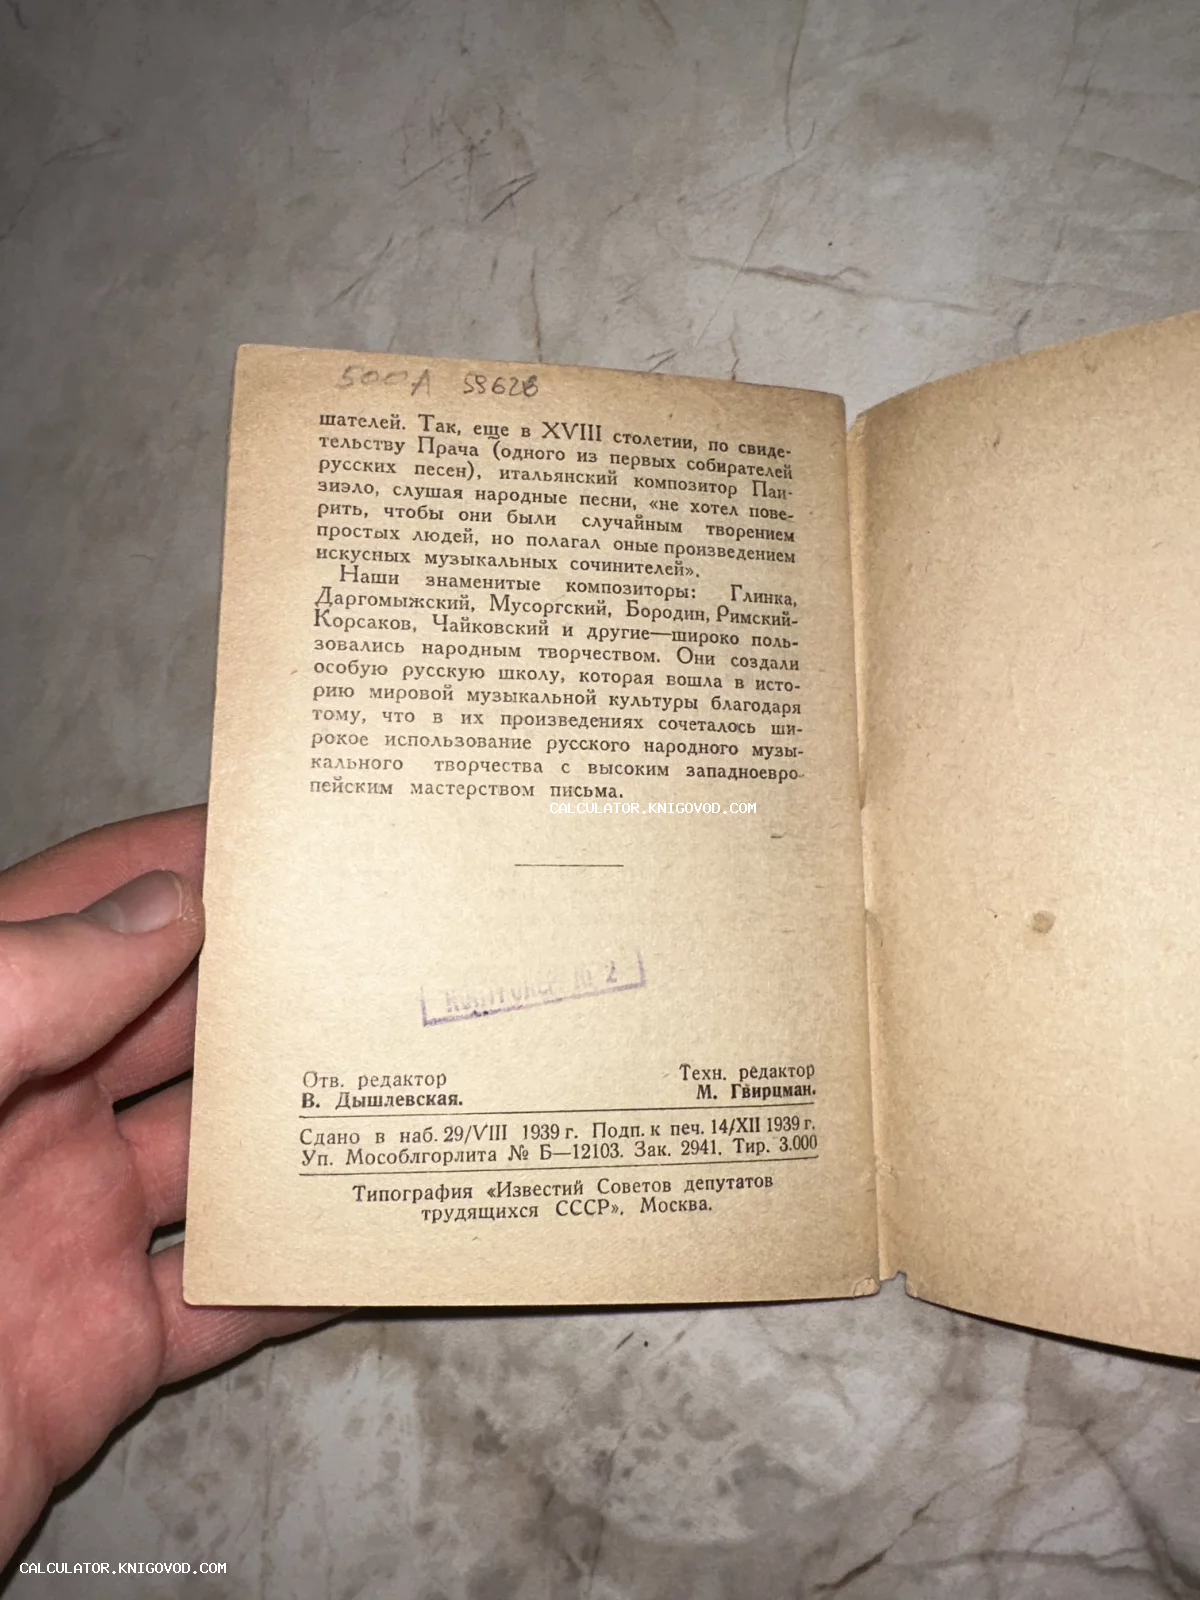 500А 59628
шателей. Так, еще в XVIII столетии, по свиде-
тельству Прача (одного из первых собирателей
русских песен), итальянский композитор Паи-
зиэло, слушая народные песни, «не хотел пове-
рить, чтобы они были случайным творением
простых людей, но полагал оные произведением
искусных музыкальных сочинителей».
Наши знаменитые композиторы: Глинка,
Даргомыжский, Мусоргский, Бородин, Римский-
Корсаков, Чайковский и другие—широко поль-
зовались народным творчеством. Они создали
особую русскую школу, которая вошла в исто-
рию мировой музыкальной культуры благодаря
тому, что в их произведениях сочеталось ши-
рокое использование русского народного музы-
кального творчества с высоким западноевро-
пейским мастерством письма.
CALCULATOR.KNIGOVOD.COM
КОНТРОЛЕР № 2
Отв. редактор
В. Дышлевская.
Техн. редактор
М. Гвирцман.
Сдано в наб. 29/VIII 1939 г. Подп. к печ. 14/XII 1939 г.
Уп. Мособлгорлита № Б—12103. Зак. 2941. Тир. 3.000
Типография «Известий Советов депутатов
трудящихся СССР». Москва.
CALCULATOR.KNIGOVOD.COM